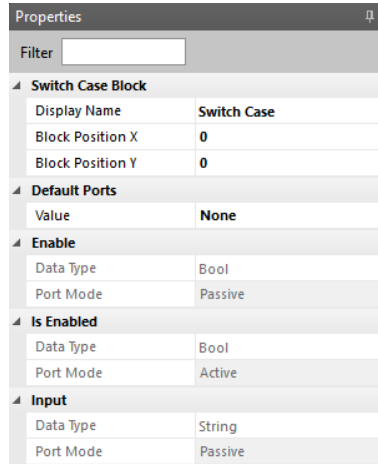 Properties
Filter
Switch Case Block
Display Name Switch Case
Block Position X 0
Block Position Y 0
Default Ports
Value None
Enable
Data Type Bool
Port Mode Passive
Is Enabled
Data Type Bool
Port Mode Active
Input
Data Type String
Port Mode Passive